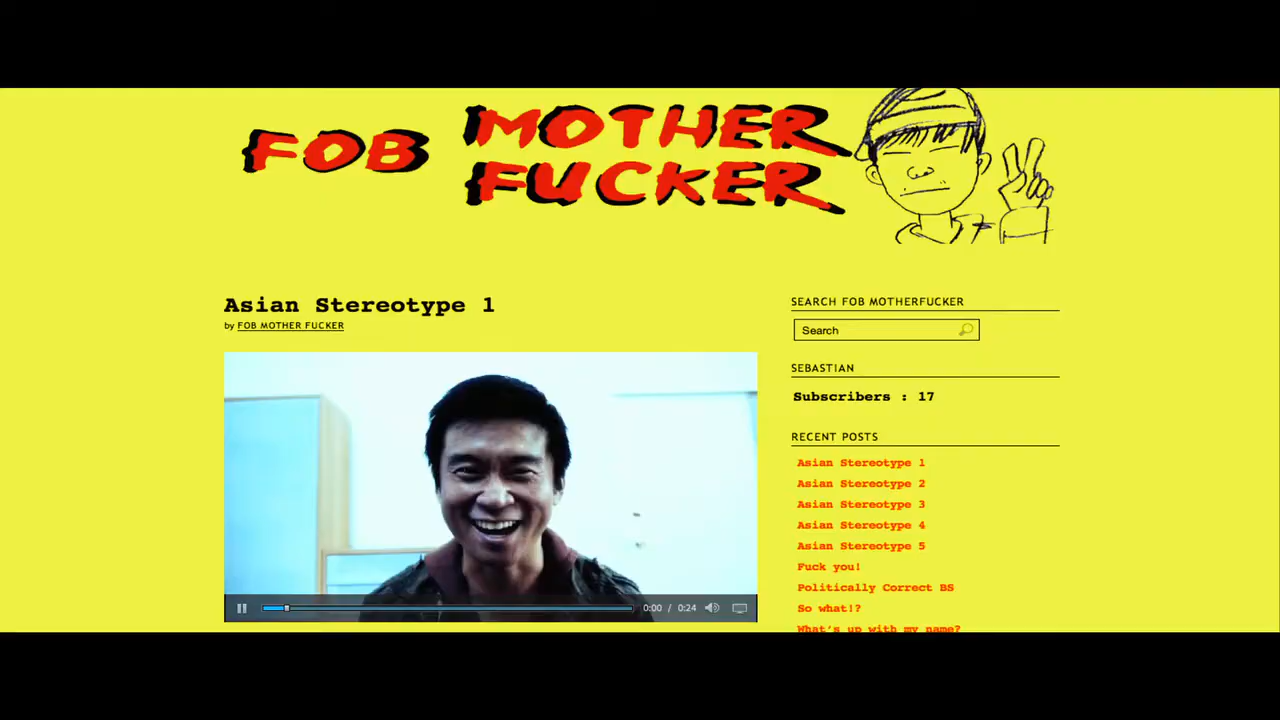 FOB MOTHER
FUCKER
Asian Stereotype 1
by FOB MOTHER FUCKER
0:00 / 0:24
SEARCH FOB MOTHERFUCKER
Search
SEBASTIAN
Subscribers : 17
RECENT POSTS
Asian Stereotype 1
Asian Stereotype 2
Asian Stereotype 3
Asian Stereotype 4
Asian Stereotype 5
Fuck you!
Politically Correct BS
So what!?
What's up with my name?